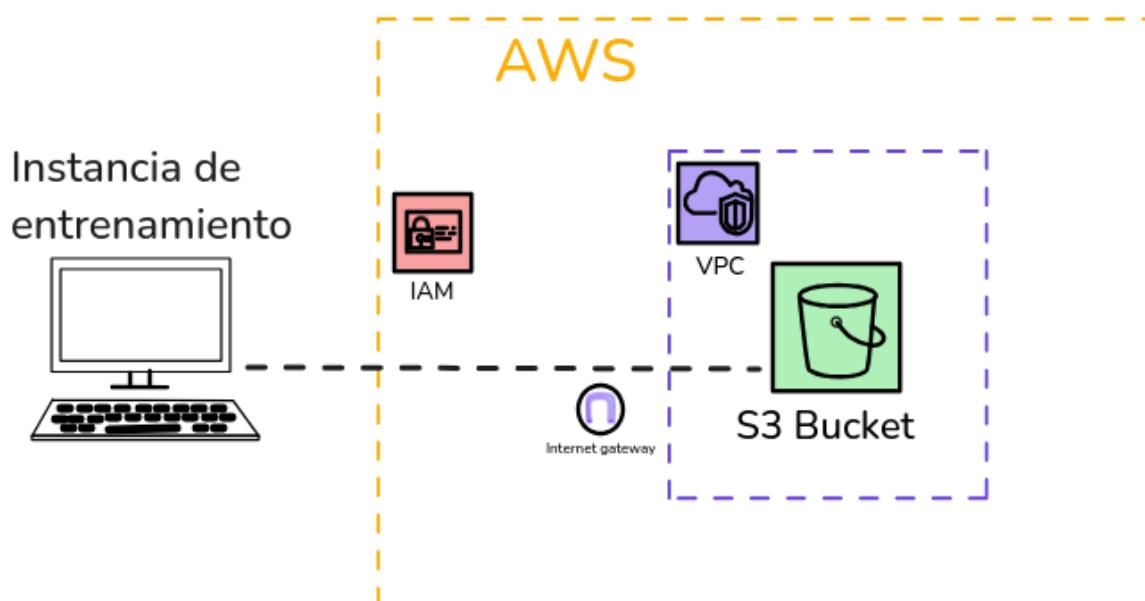 AWS
Instancia de
entrenamiento
IAM
VPC
S3 Bucket
Internet gateway